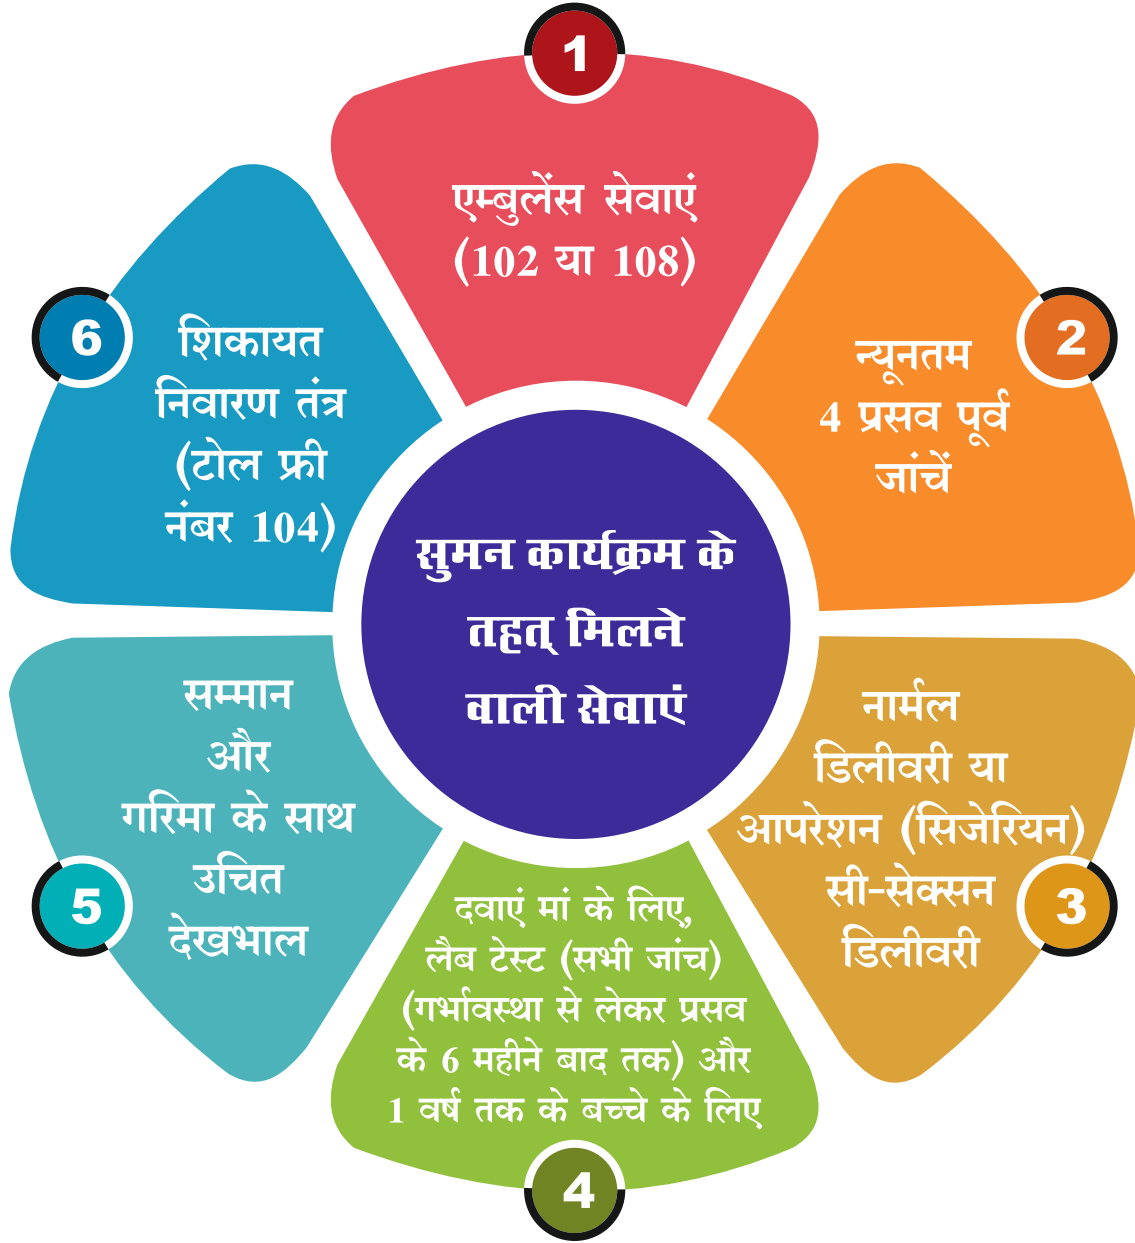 सुमन कार्यक्रम के
तहत् मिलने
वाली सेवाएं
1
एम्बुलेंस सेवाएं
(102 या 108)
2
न्यूनतम
4 प्रसव पूर्व
जांचें
3
नार्मल
डिलीवरी या
आपरेशन (सिजेरियन)
सी-सेक्सन
डिलीवरी
4
दवाएं मां के लिए,
लैब टेस्ट (सभी जांच)
(गर्भावस्था से लेकर प्रसव
के 6 महीने बाद तक) और
1 वर्ष तक के बच्चे के लिए
5
सम्मान
और
गरिमा के साथ
उचित
देखभाल
6
शिकायत
निवारण तंत्र
(टोल फ्री
नंबर 104)